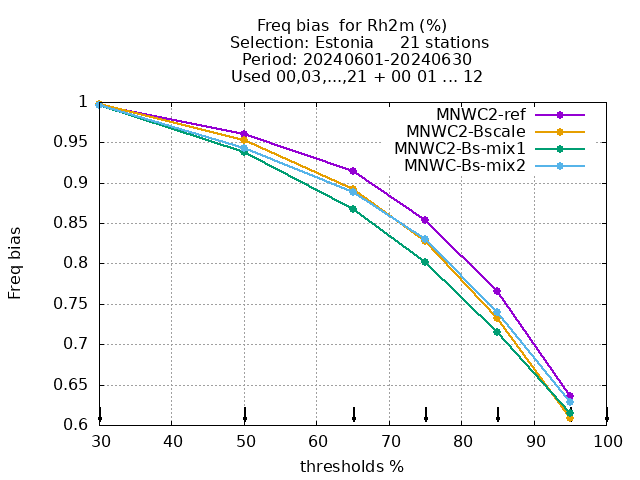 Freq bias  for Rh2m (%)
Selection: Estonia     21 stations
Period: 20240601-20240630
Used 00,03,...,21 + 00 01 ... 12
MNWC2-ref
MNWC2-Bscale
MNWC2-Bs-mix1
MNWC-Bs-mix2
1
0.95
0.9
0.85
0.8
0.75
0.7
0.65
0.6
Freq bias
30 40 50 60 70 80 90 100
thresholds %